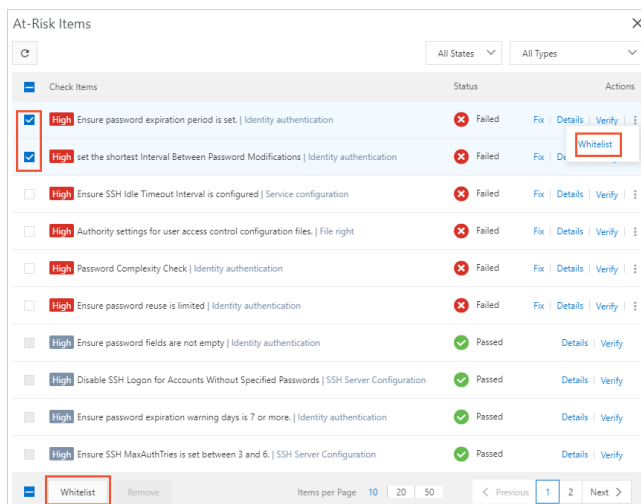 At-Risk Items
All States All Types
Check Items Status Actions
High Ensure password expiration period is set. | Identity authentication Failed Fix | Details | Verify
Whitelist
High set the shortest Interval Between Password Modifications | Identity authentication Failed Fix
High Ensure SSH Idle Timeout Interval is configured | Service configuration Failed Fix | Details | Verify
High Authority settings for user access control configuration files. | File right Failed Fix | Details | Verify
High Password Complexity Check | Identity authentication Failed Fix | Details | Verify
High Ensure password reuse is limited | Identity authentication Failed Fix | Details | Verify
High Ensure password fields are not empty | Identity authentication Passed Details | Verify
High Disable SSH Logon for Accounts Without Specified Passwords | SSH Server Configuration Passed Details | Verify
High Ensure password expiration warning days is 7 or more. | Identity authentication Passed Details | Verify
High Ensure SSH MaxAuthTries is set between 3 and 6. | SSH Server Configuration Passed Details | Verify
Whitelist Remove Items per Page 10 20 50 < Previous 1 2 Next >